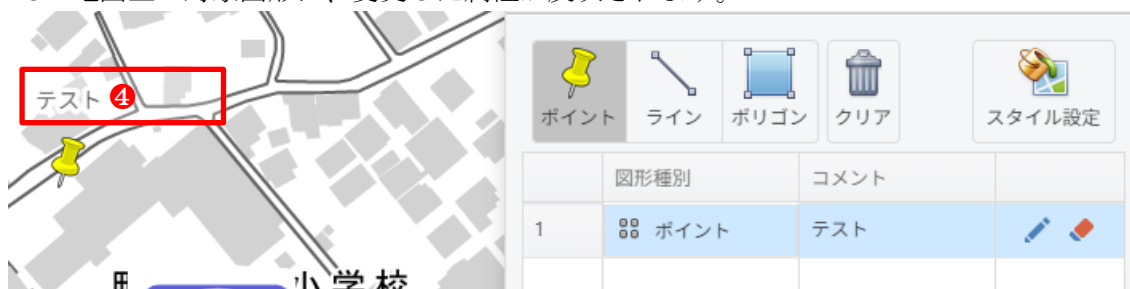 テスト ❹
ポイント ライン ポリゴン クリア スタイル設定
図形種別 コメント
1 ポイント テスト
小学校